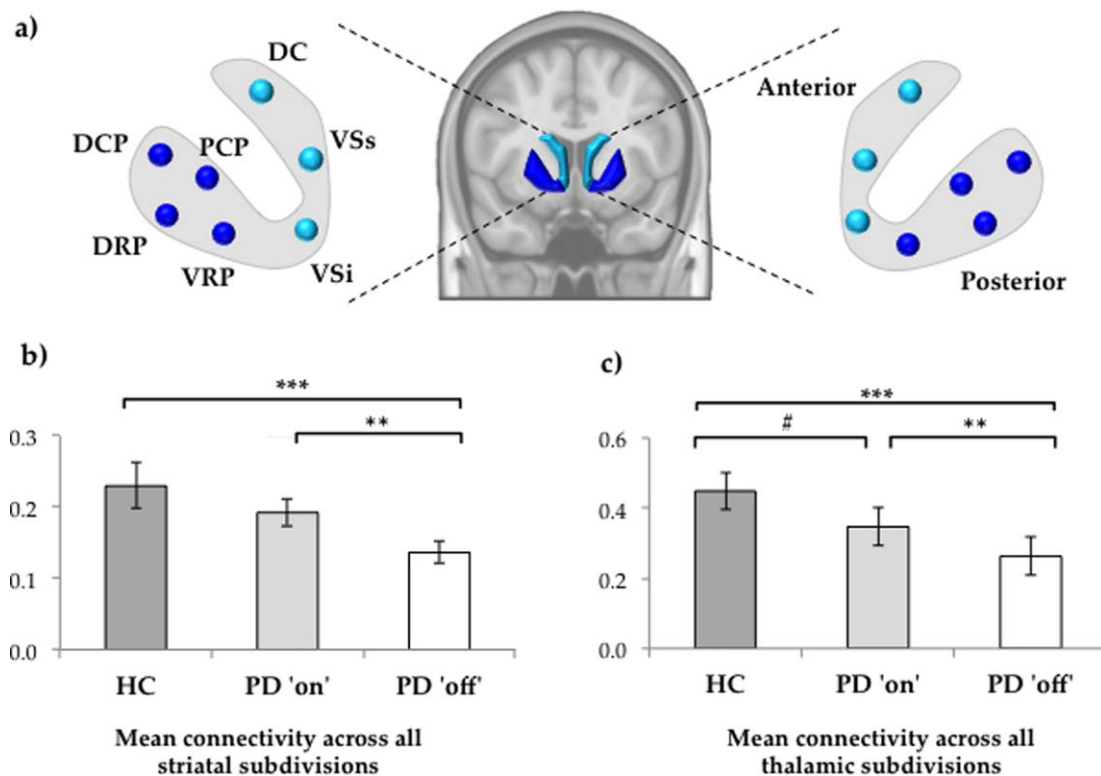 a)
DC
Anterior
DCP
PCP
VSs
DRP
VRP
VSi
Posterior
b)
***
**
0.3
0.2
0.1
0.0
HC
PD 'on'
PD 'off'
Mean connectivity across all
striatal subdivisions
c)
***
#
**
0.6
0.4
0.2
0.0
HC
PD 'on'
PD 'off'
Mean connectivity across all
thalamic subdivisions